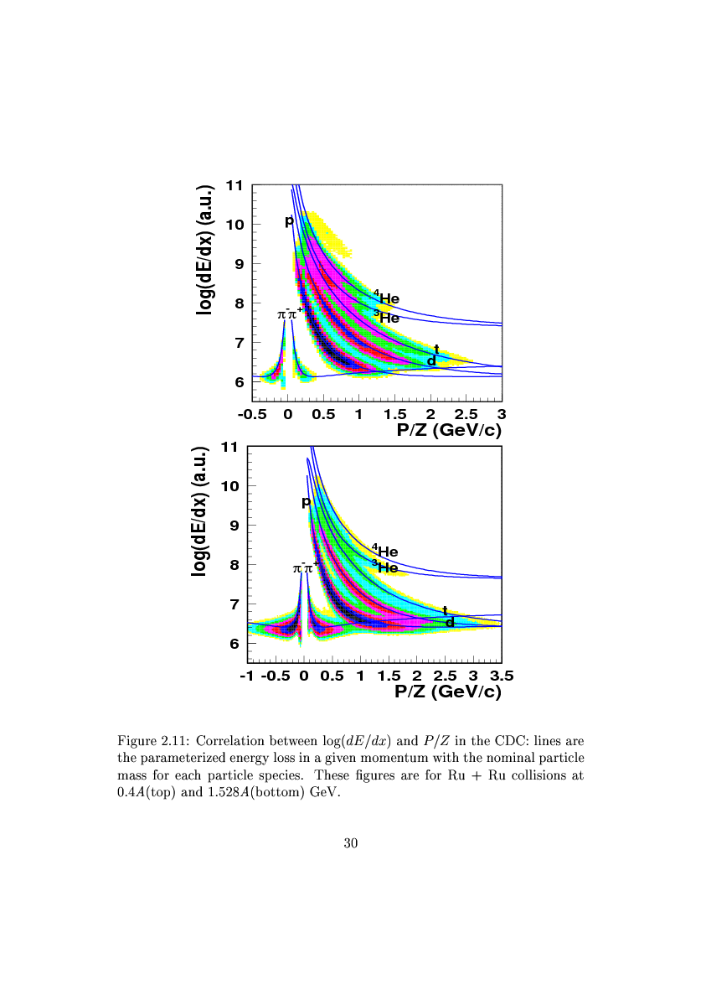 11
10
9
8
7
6
log(dE/dx) (a.u.)
p
π-π+
4He
3He
t
d
-0.5 0 0.5 1 1.5 2 2.5 3
P/Z (GeV/c)
11
10
9
8
7
6
log(dE/dx) (a.u.)
p
π-π+
4He
3He
t
d
-1 -0.5 0 0.5 1 1.5 2 2.5 3 3.5
P/Z (GeV/c)
Figure 2.11: Correlation between log(dE/dx) and P/Z in the CDC: lines are
the parameterized energy loss in a given momentum with the nominal particle
mass for each particle species. These figures are for Ru + Ru collisions at
0.4A(top) and 1.528A(bottom) GeV.
30